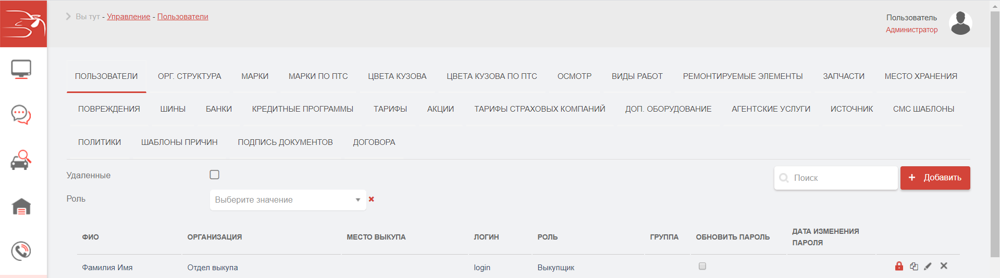 Вы тут - Управление - Пользователи
Пользователь
Администратор
ПОЛЬЗОВАТЕЛИ ОРГ. СТРУКТУРА МАРКИ МАРКИ ПО ПТС ЦВЕТА КУЗОВА ЦВЕТА КУЗОВА ПО ПТС ОСМОТР ВИДЫ РАБОТ РЕМОНТИРУЕМЫЕ ЭЛЕМЕНТЫ ЗАПЧАСТИ МЕСТО ХРАНЕНИЯ
ПОВРЕЖДЕНИЯ ШИНЫ БАНКИ КРЕДИТНЫЕ ПРОГРАММЫ ТАРИФЫ АКЦИИ ТАРИФЫ СТРАХОВЫХ КОМПАНИЙ ДОП. ОБОРУДОВАНИЕ АГЕНТСКИЕ УСЛУГИ ИСТОЧНИК СМС ШАБЛОНЫ
ПОЛИТИКИ ШАБЛОНЫ ПРИЧИН ПОДПИСЬ ДОКУМЕНТОВ ДОГОВОРА
Удаленные
Поиск
+ Добавить
Роль
Выберите значение
ФИО ОРГАНИЗАЦИЯ МЕСТО ВЫКУПА ЛОГИН РОЛЬ ГРУППА ОБНОВИТЬ ПАРОЛЬ ДАТА ИЗМЕНЕНИЯ
ПАРОЛЯ
Фамилия Имя Отдел выкупа login Выкупщик